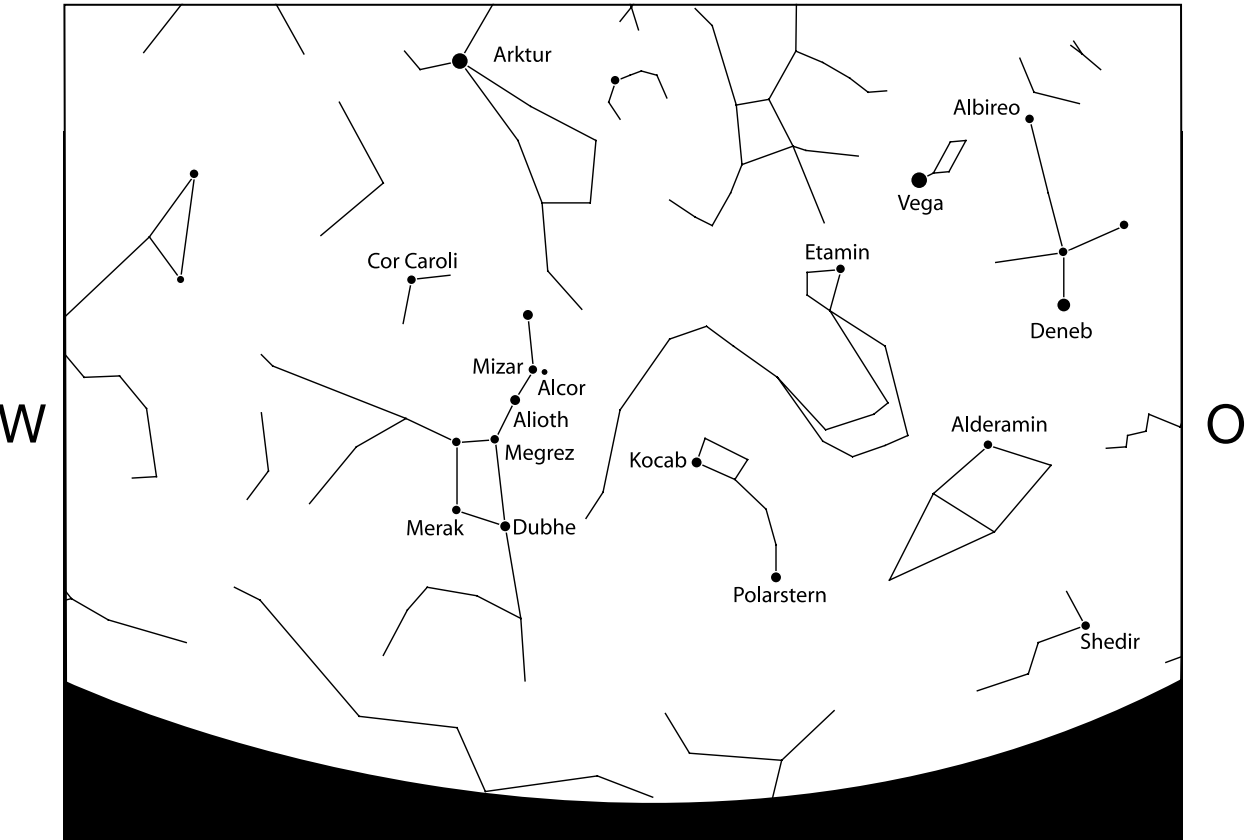 Arktur
Albireo
Vega
Etamin
Cor Caroli
Deneb
Mizar
Alcor
W
Alioth
Alderamin
O
Megrez
Kocab
Merak
Dubhe
Polarstern
Shedir